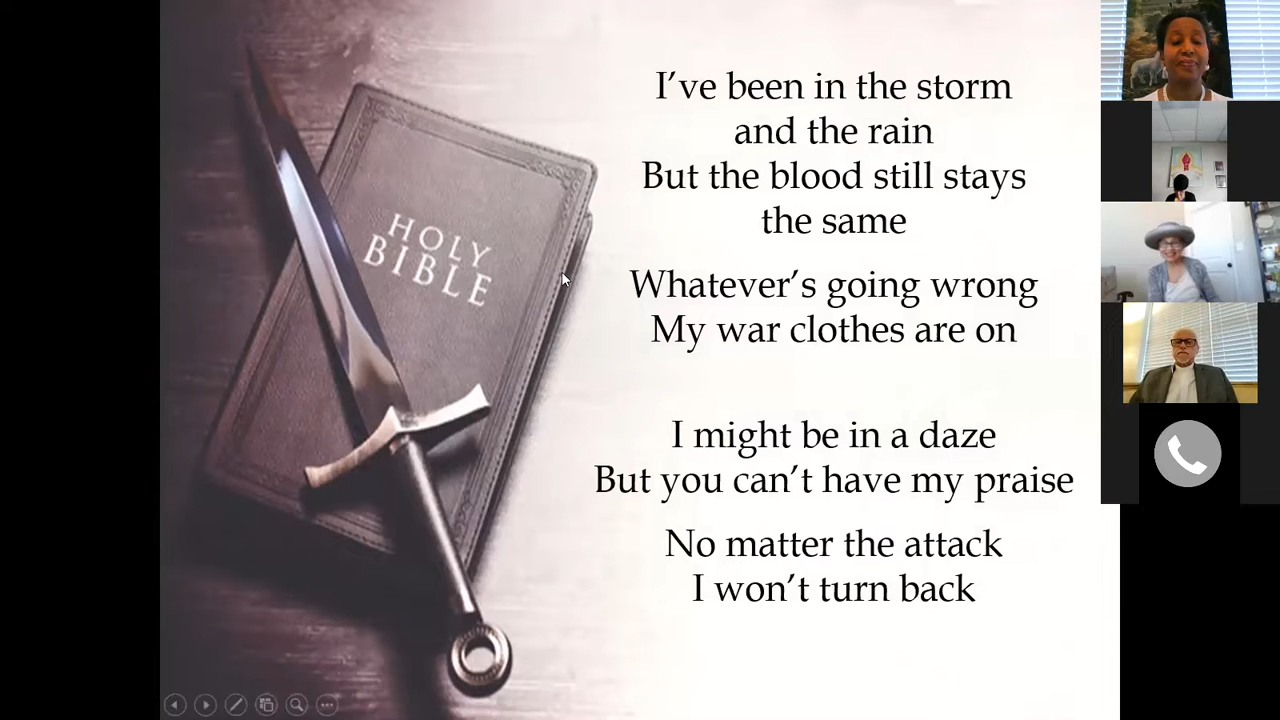 HOLY
BIBLE
I’ve been in the storm
and the rain
But the blood still stays
the same
Whatever’s going wrong
My war clothes are on
I might be in a daze
But you can’t have my praise
No matter the attack
I won’t turn back